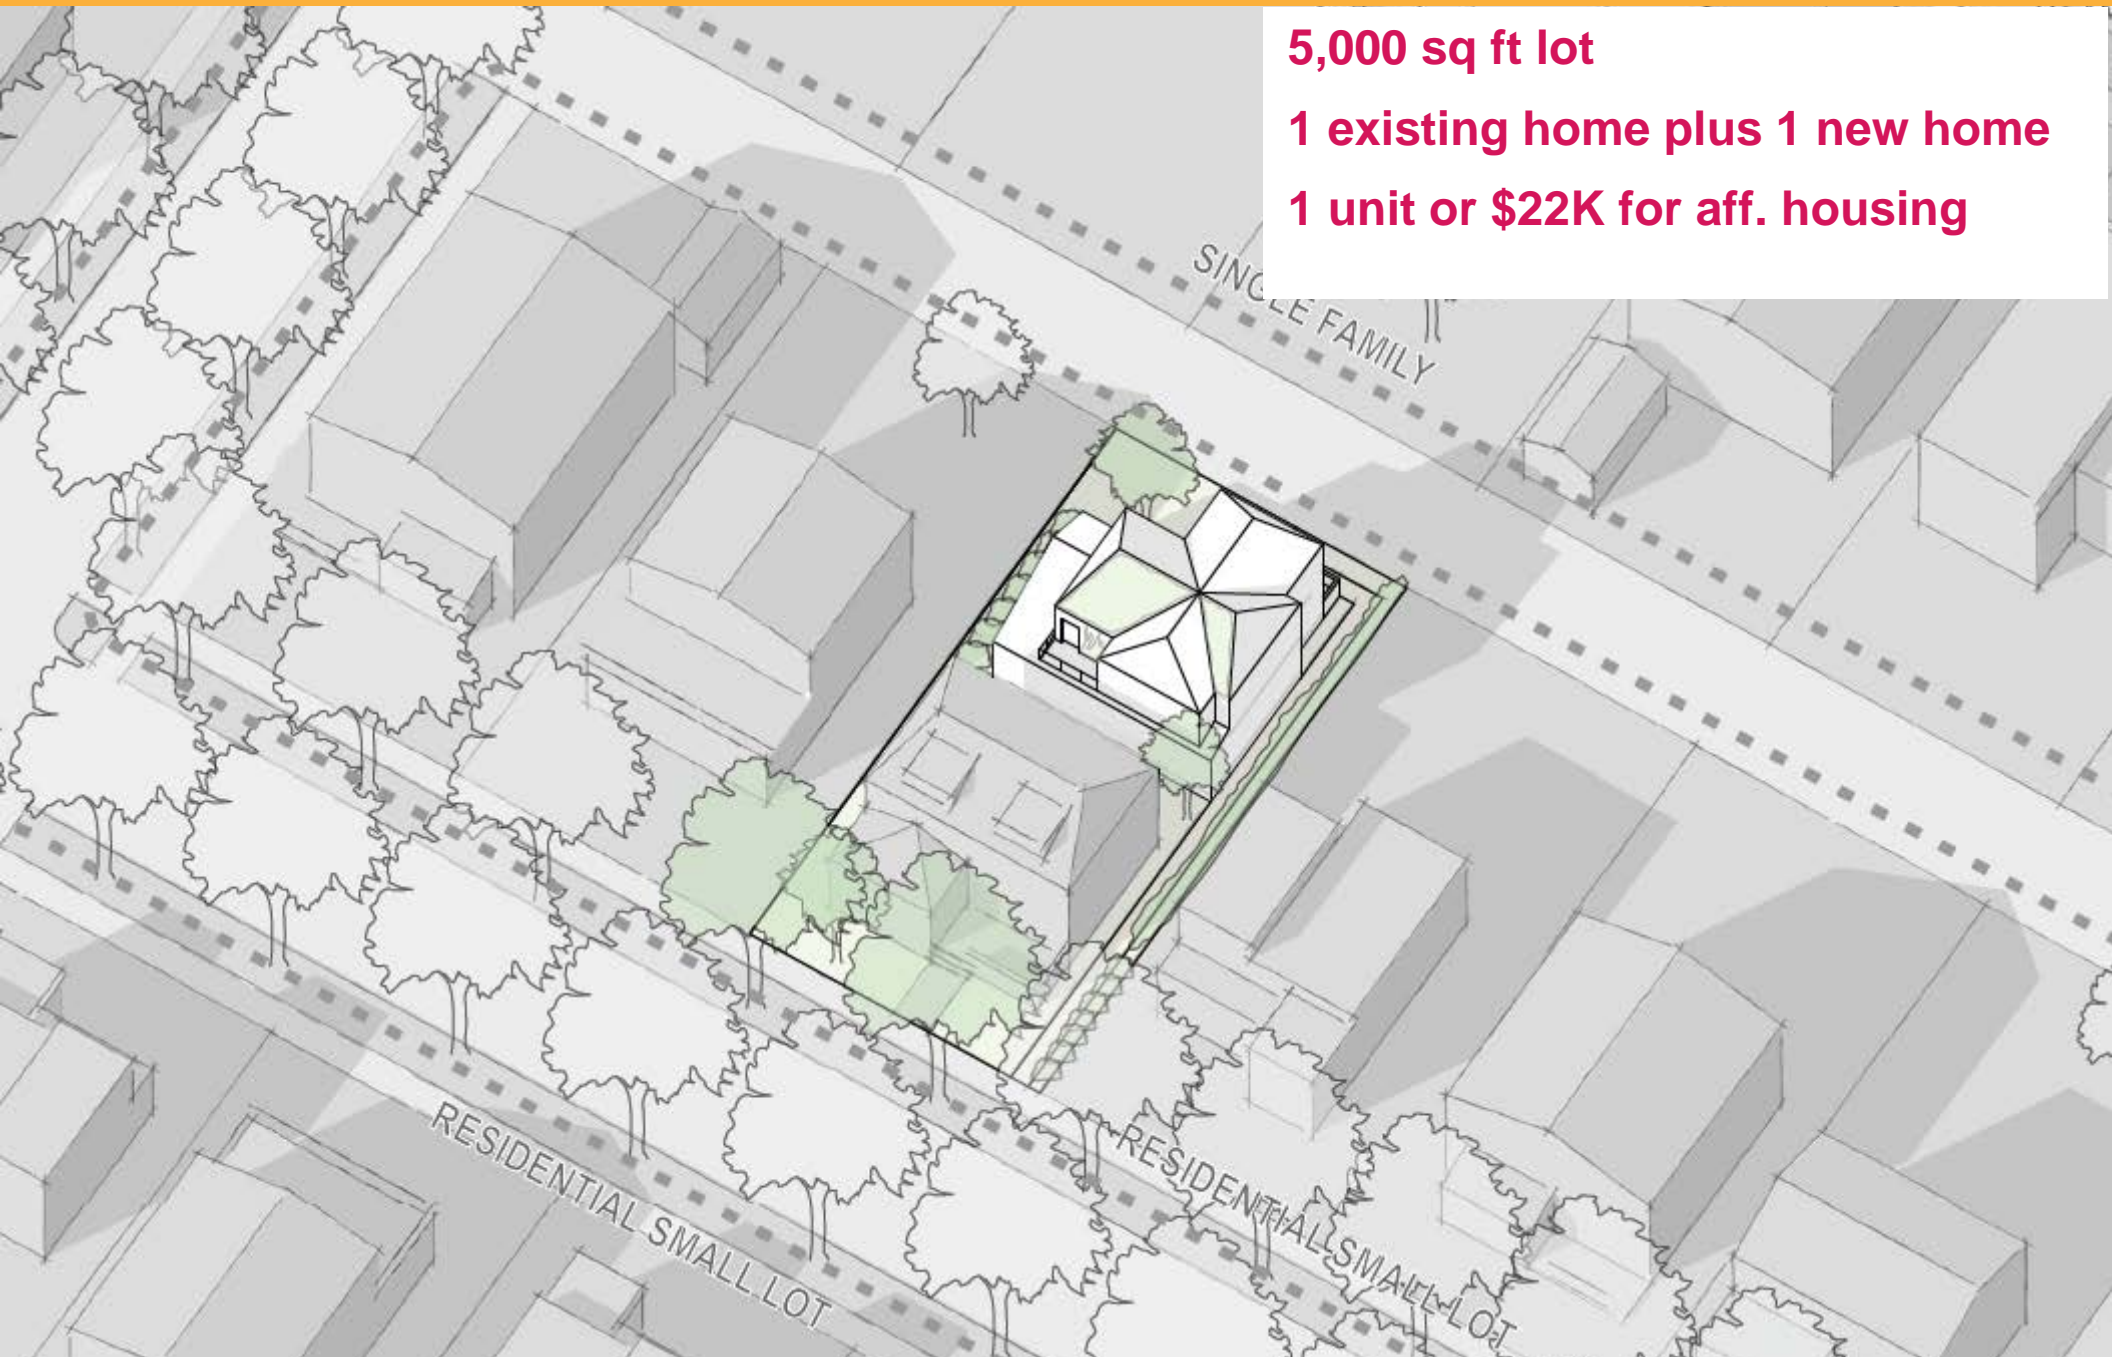 5,000 sq ft lot
1 existing home plus 1 new home
1 unit or $22K for aff. housing
SINGLE FAMILY
RESIDENTIAL SMALL LOT
RESIDENTIAL SMALL LOT